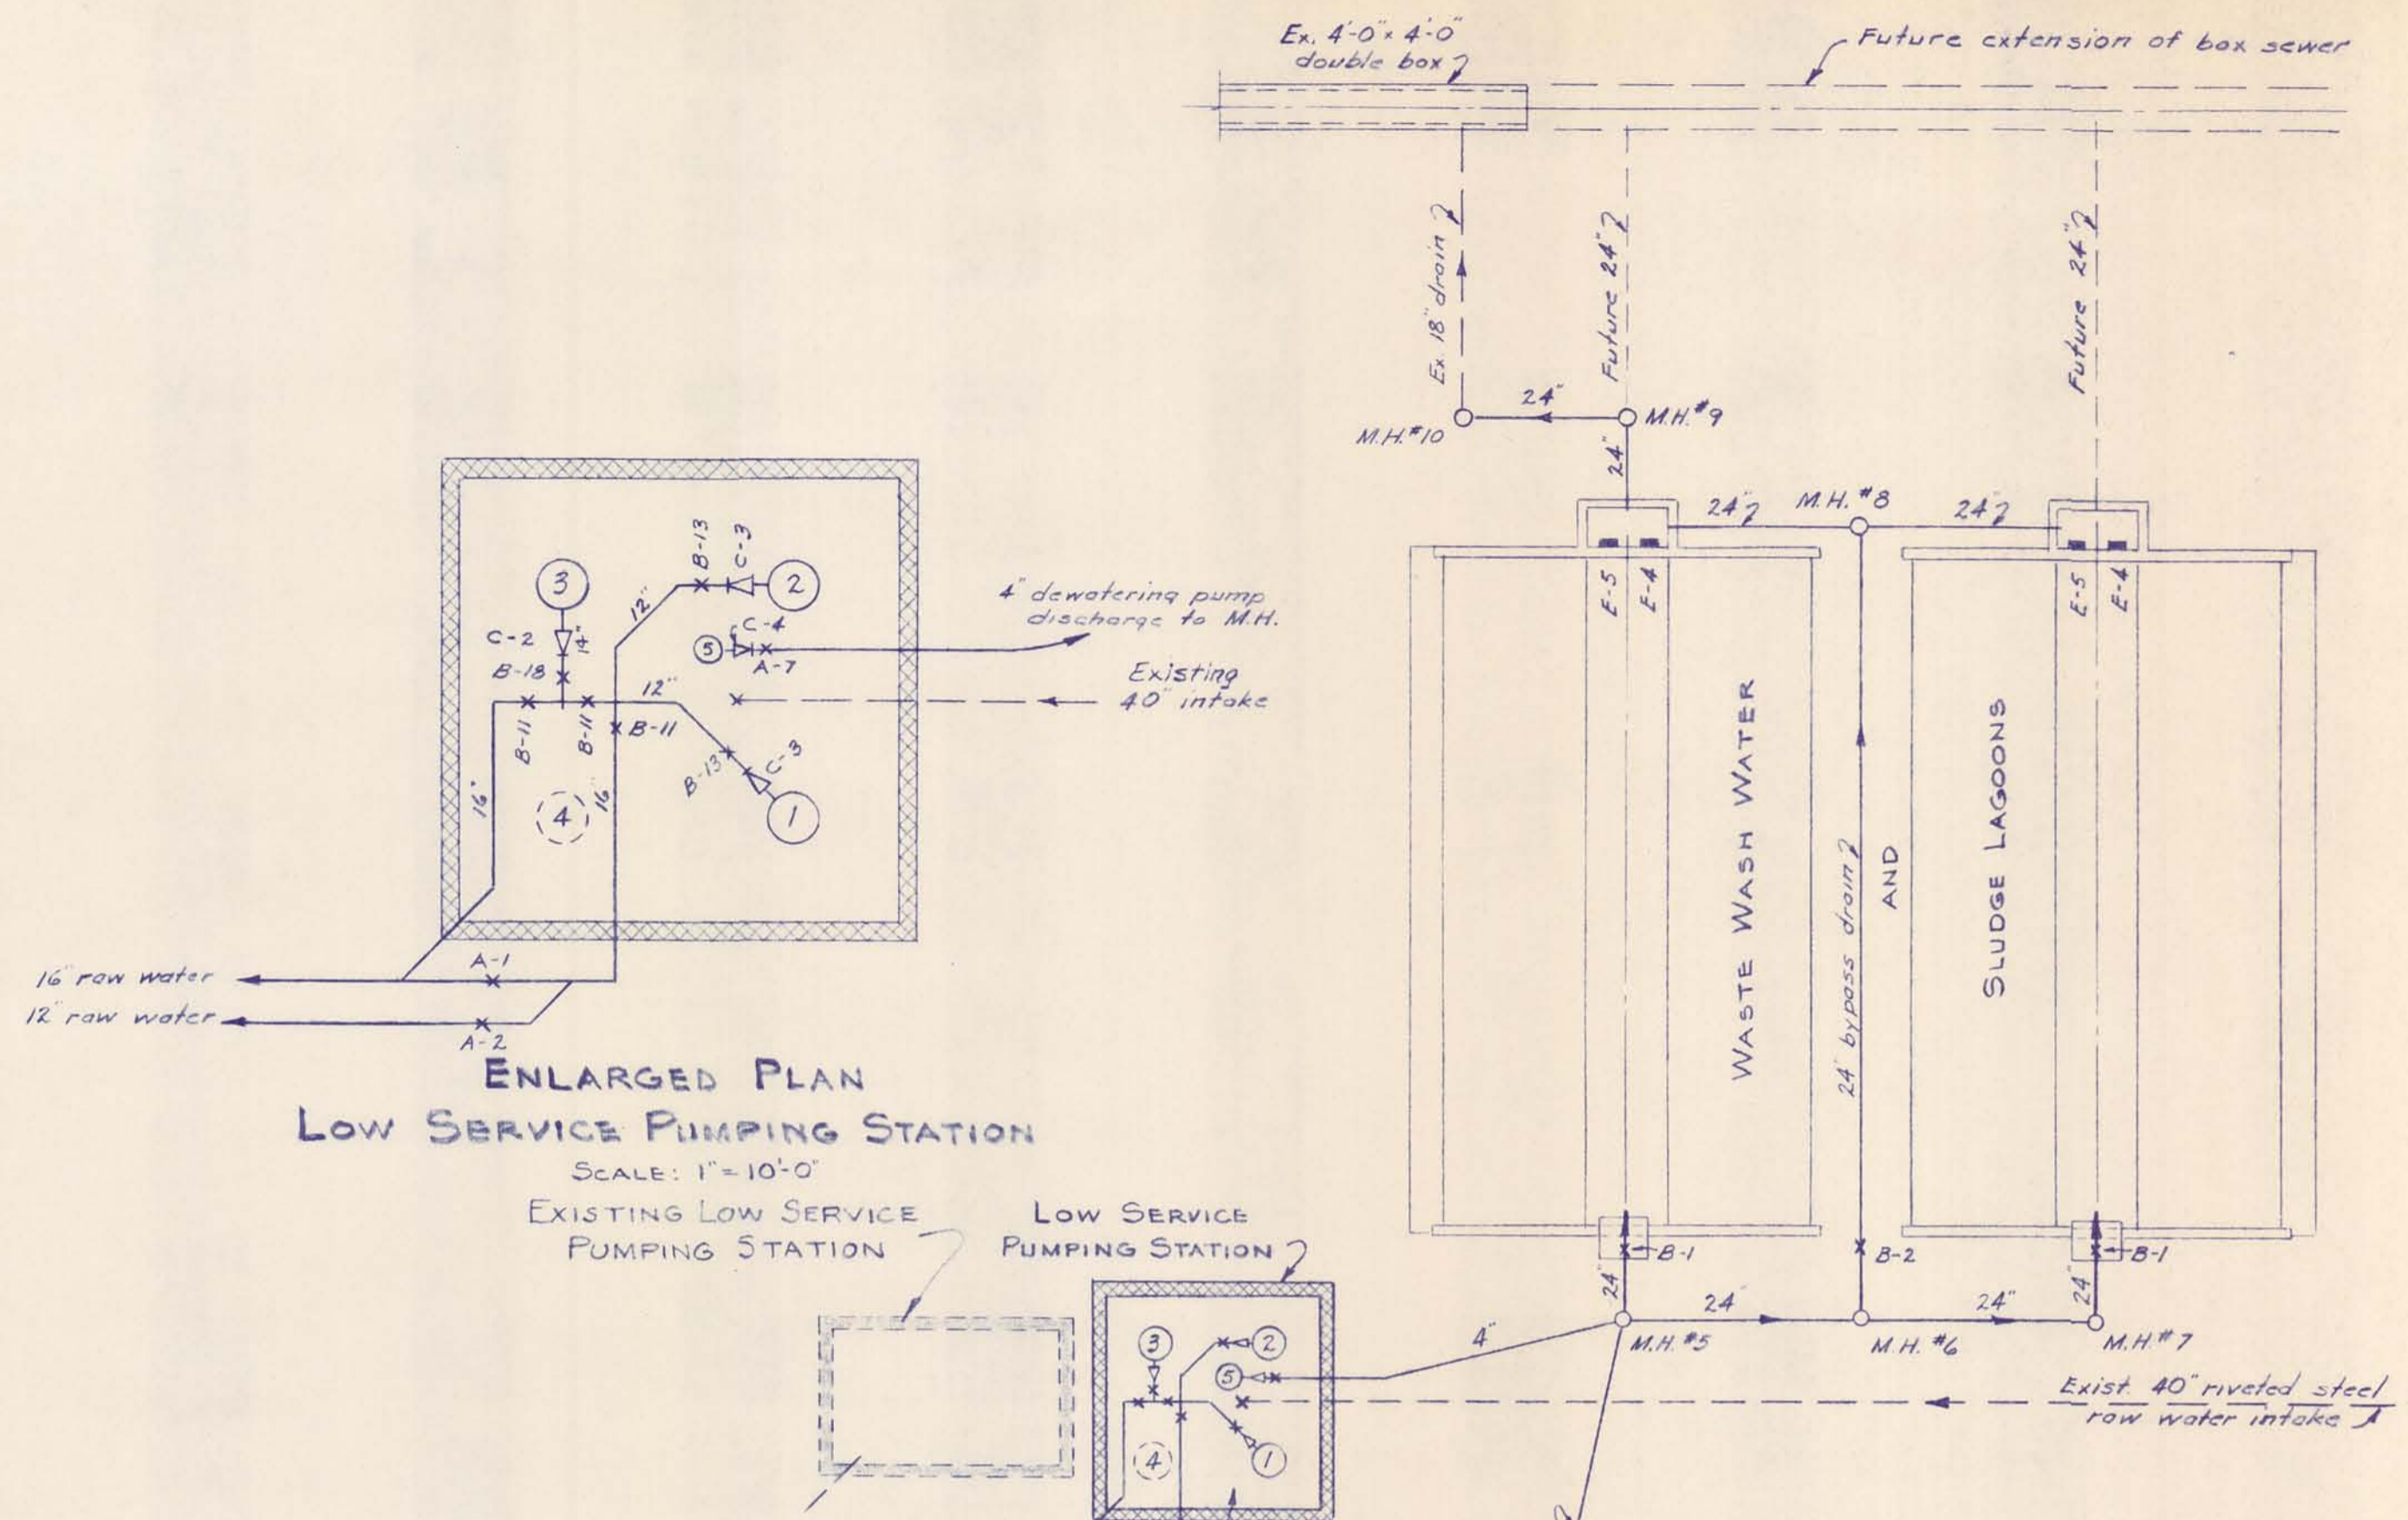 Ex. 4'-0" x 4'-0"
double box
Future extension of box sewer
Ex. 18" drain
Future 24"
Future 24"
24"
M.H. #10
M.H. #9
24"
24"
M.H. #8
24"
E-5
E-4
E-5
E-4
3
B-13
C-3
2
12"
C-2
14"
B-18
5
C-4
A-7
4" dewatering pump
discharge to M.H.
Existing
40" intake
12"
B-11
B-11
B-11
B-13
C-3
16"
4
16"
1
A-1
16" raw water
12" raw water
A-2
ENLARGED PLAN
LOW SERVICE PUMPING STATION
SCALE: 1" = 10'-0"
WASTE WASH WATER
24" bypass drain
AND
SLUDGE LAGOONS
EXISTING LOW SERVICE
PUMPING STATION
LOW SERVICE
PUMPING STATION
B-1
B-2
B-1
24"
24"
24"
24"
4"
M.H. #5
M.H. #6
M.H. #7
3
2
5
4
1
Exist. 40" riveted steel
raw water intake